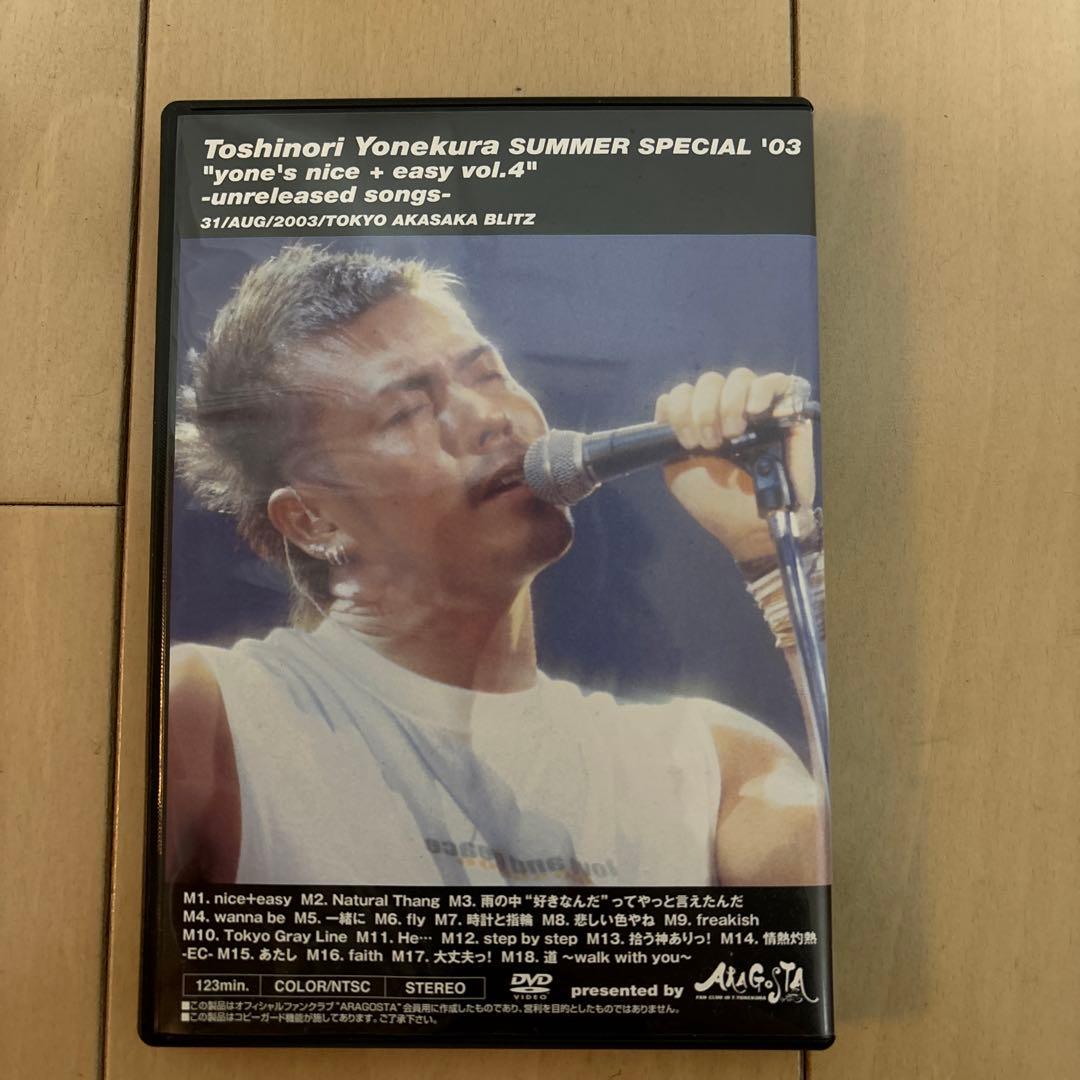 Toshinori Yonekura SUMMER SPECIAL '03
"yone's nice + easy vol.4"
-unreleased songs-
31/AUG/2003/TOKYO AKASAKA BLITZ
love and peace
M1. nice+easy M2. Natural Thang M3. 雨の中“好きなんだ”ってやっと言えたんだ
M4. wanna be M5. 一緒に M6. fly M7. 時計と指輪 M8. 悲しい色やね M9. freakish
M10. Tokyo Gray Line M11. He… M12. step by step M13. 拾う神ありっ! M14. 情熱灼熱
-EC- M15. あたし M16. faith M17. 大丈夫っ! M18. 道 〜walk with you〜
123min. COLOR/NTSC STEREO DVD VIDEO presented by ARAGOSTA
FAN CLUB OF T.YONEKURA
■この製品はオフィシャルファンクラブ“ARAGOSTA”会員用に作成したものであり、営利を目的としたものではありません。
■この製品はコピーガード機能が施してあります。ご了承下さい。